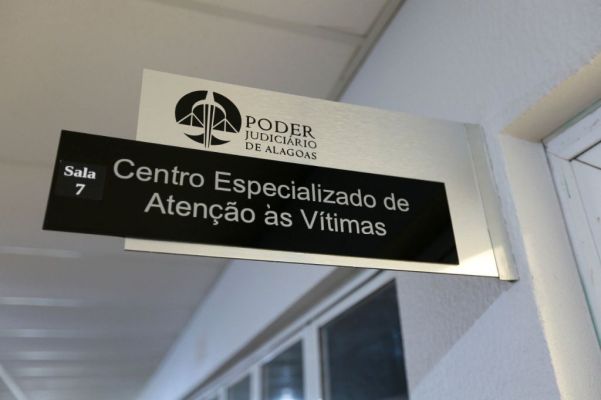 PODER
JUDICIÁRIO
DE ALAGOAS
Sala
7
Centro Especializado de
Atenção às Vítimas